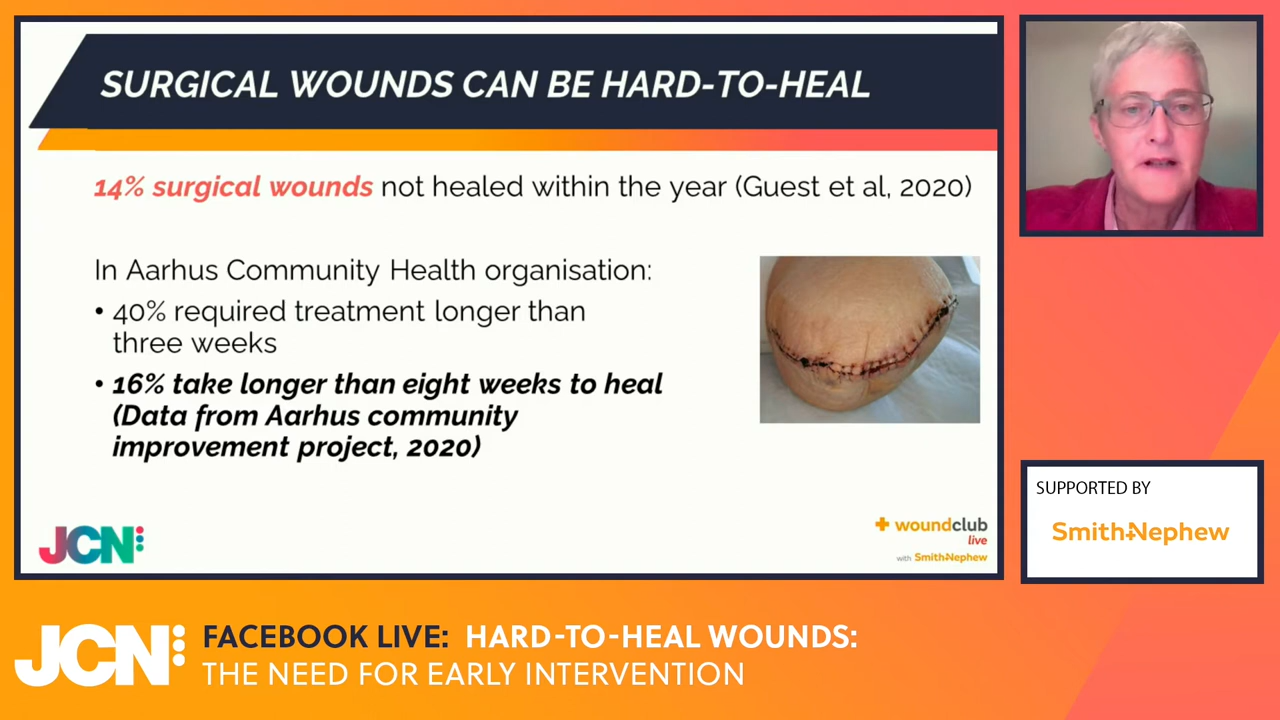 SURGICAL WOUNDS CAN BE HARD-TO-HEAL
14% surgical wounds not healed within the year (Guest et al, 2020)
In Aarhus Community Health organisation:
• 40% required treatment longer than
three weeks
• 16% take longer than eight weeks to heal
(Data from Aarhus community
improvement project, 2020)
JCN
woundclub
live
with Smith+Nephew
SUPPORTED BY
Smith+Nephew
JCN
FACEBOOK LIVE: HARD-TO-HEAL WOUNDS:
THE NEED FOR EARLY INTERVENTION